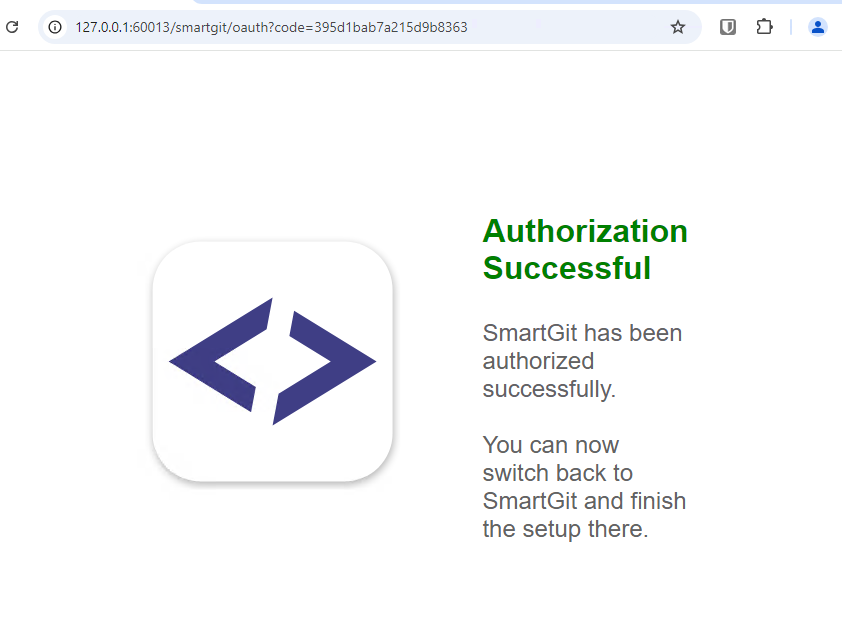 127.0.0.1:60013/smartgit/oauth?code=395d1bab7a215d9b8363
Authorization
Successful
SmartGit has been
authorized
successfully.
You can now
switch back to
SmartGit and finish
the setup there.